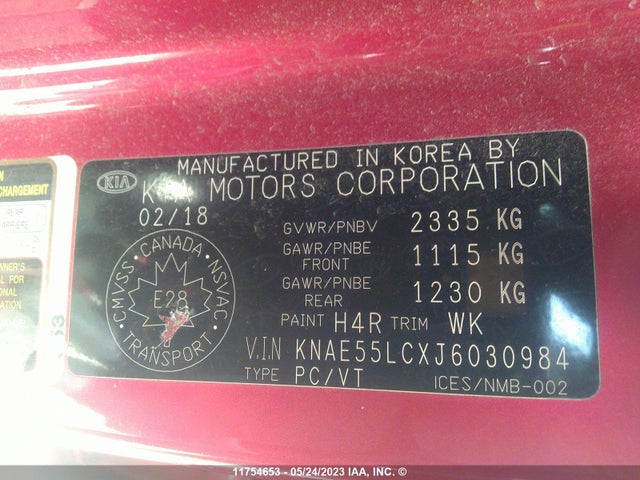 MANUFACTURED IN KOREA BY
KIA
KIA MOTORS CORPORATION
02/18
GVWR/PNBV 2335 KG
GAWR/PNBE
FRONT 1115 KG
GAWR/PNBE
REAR 1230 KG
PAINT H4R TRIM WK
V.I.N KNAE55LCXJ6030984
TYPE PC/VT
ICES/NMB-002
CMVSS · CANADA · NSVAC · TRANSPORT
E28
CHARGEMENT
REAR
ARRIERE
11754653 - 05/24/2023 IAA, INC. ©